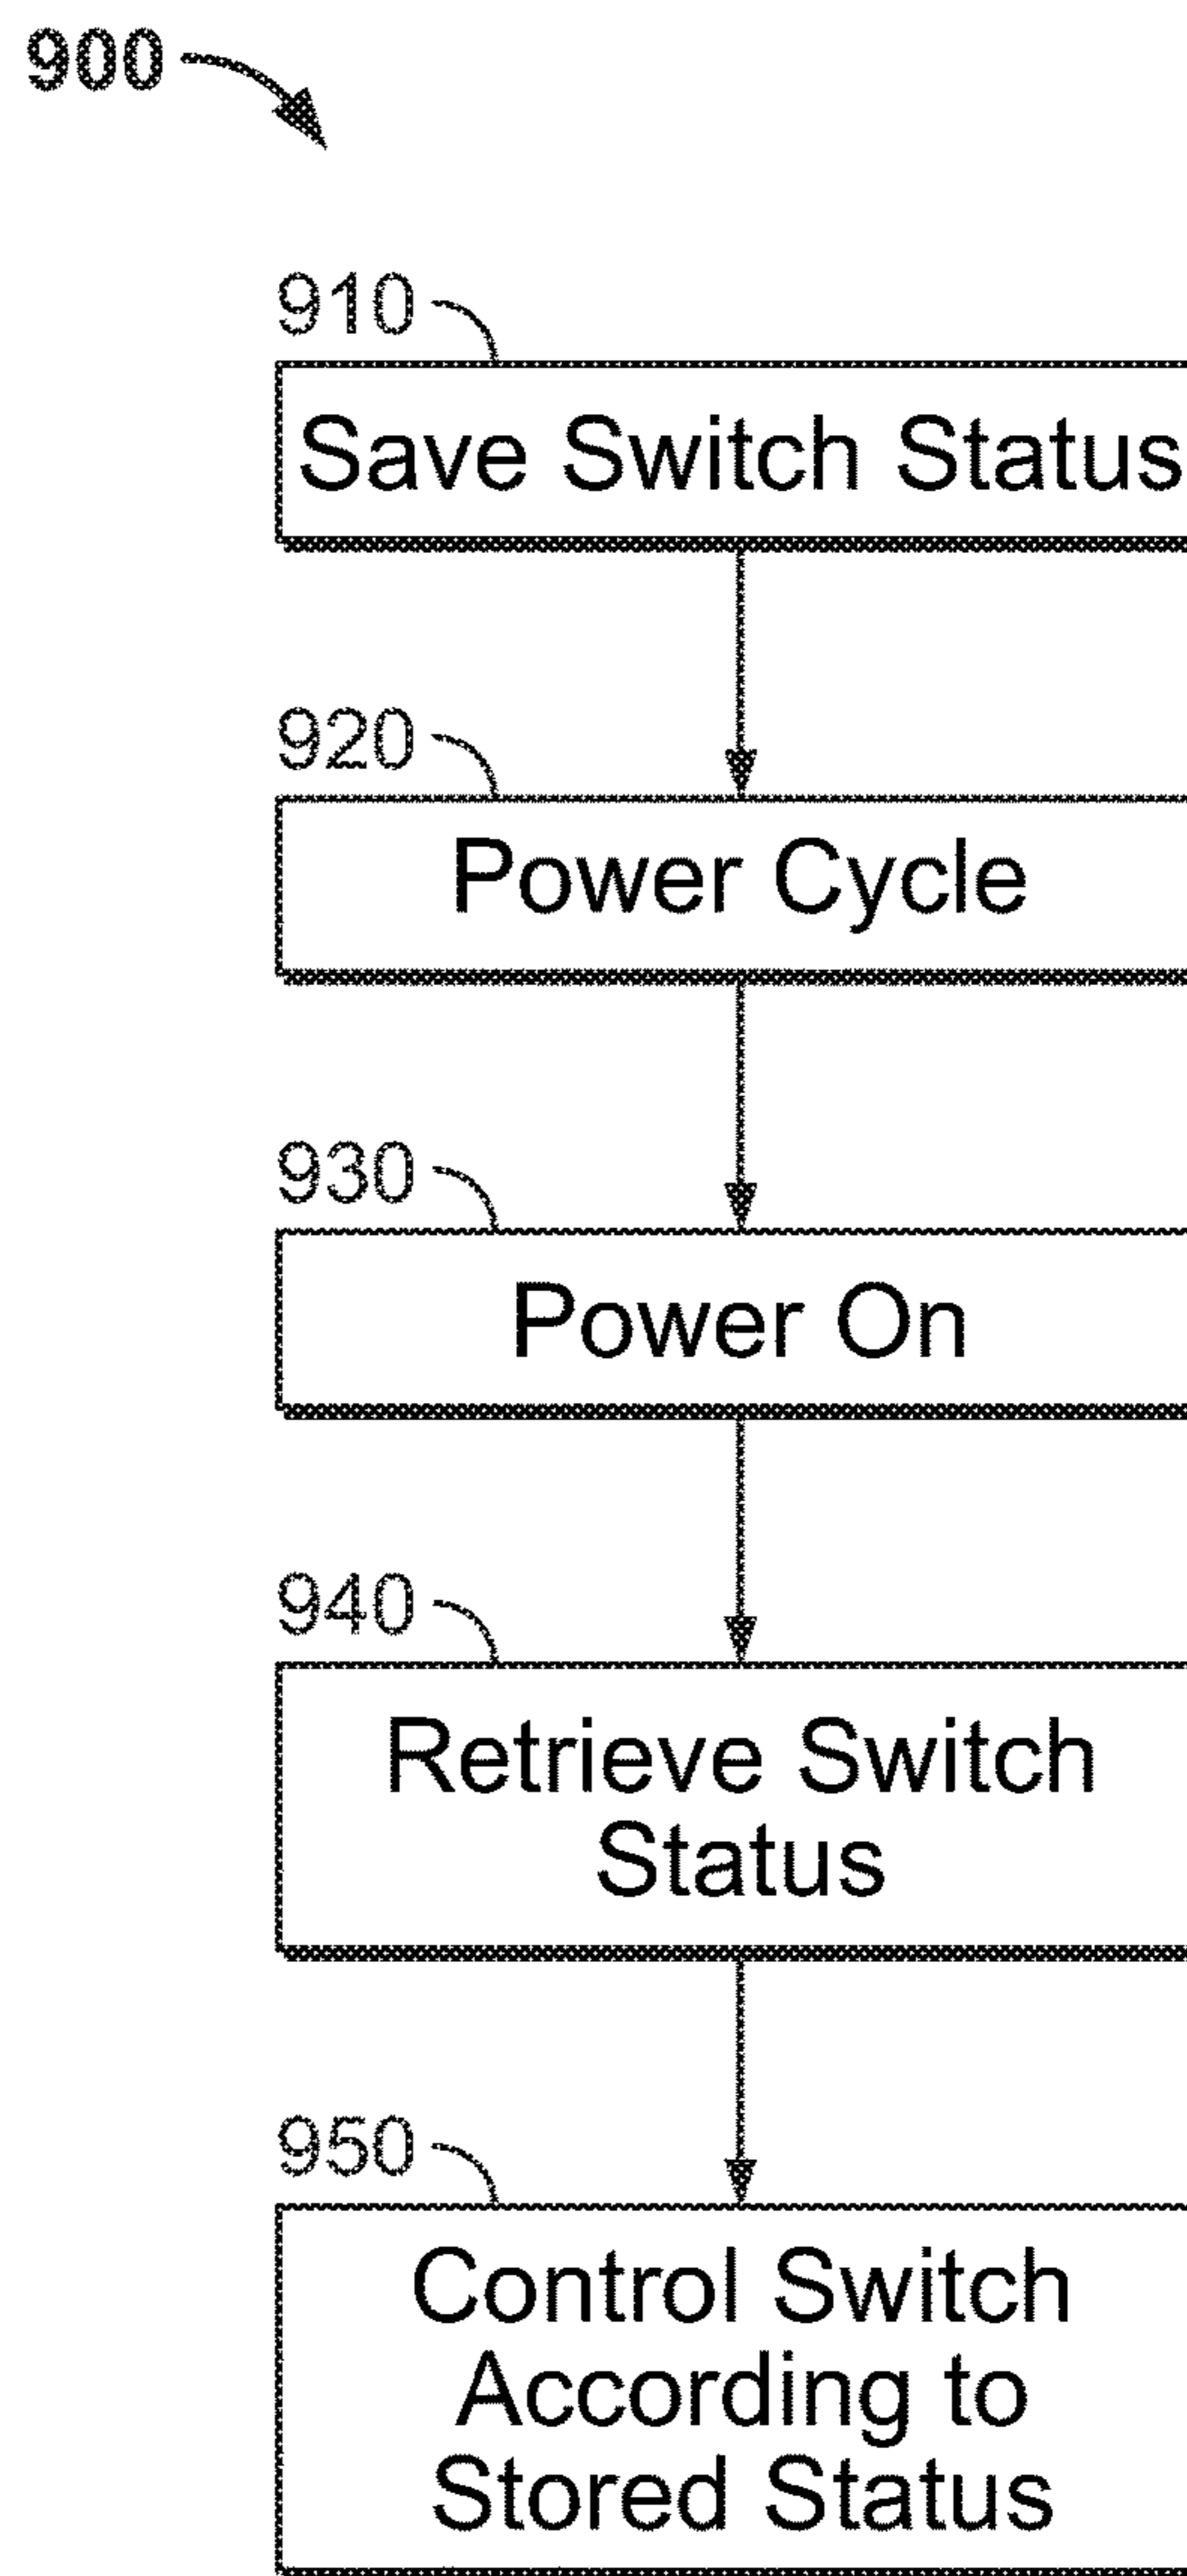 900
910
Save Switch Status
920
Power Cycle
930
Power On
940
Retrieve Switch
Status
950
Control Switch
According to
Stored Status